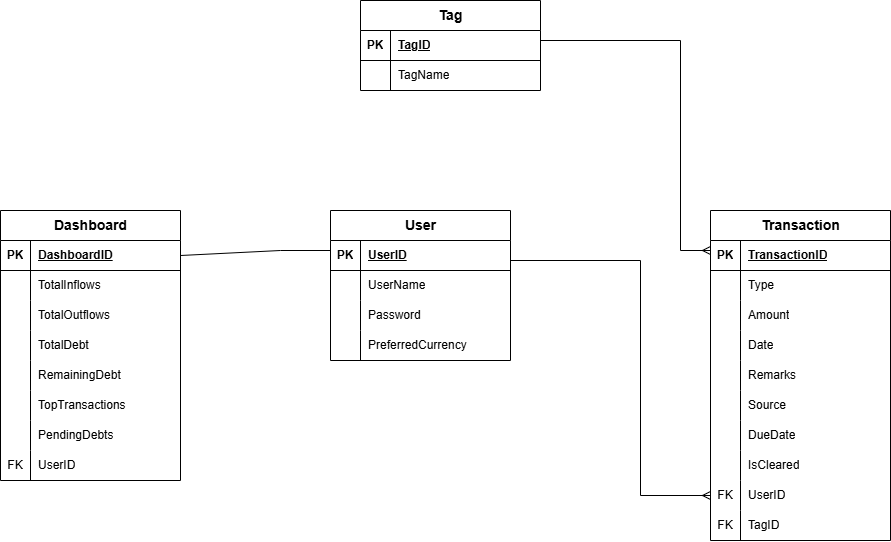 Tag
PK TagID
TagName
Dashboard
PK DashboardID
TotalInflows
TotalOutflows
TotalDebt
RemainingDebt
TopTransactions
PendingDebts
FK UserID
User
PK UserID
UserName
Password
PreferredCurrency
Transaction
PK TransactionID
Type
Amount
Date
Remarks
Source
DueDate
IsCleared
FK UserID
FK TagID